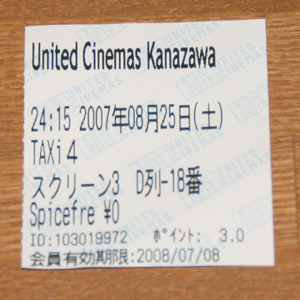 United Cinemas Kanazawa
24:15 2007年08月25日(土)
TAXi4
スクリーン3 D列-18番
Spicefre ¥0
ID:103019972 ﾎﾟｲﾝﾄ: 3.0
会員有効期限:2008/07/08